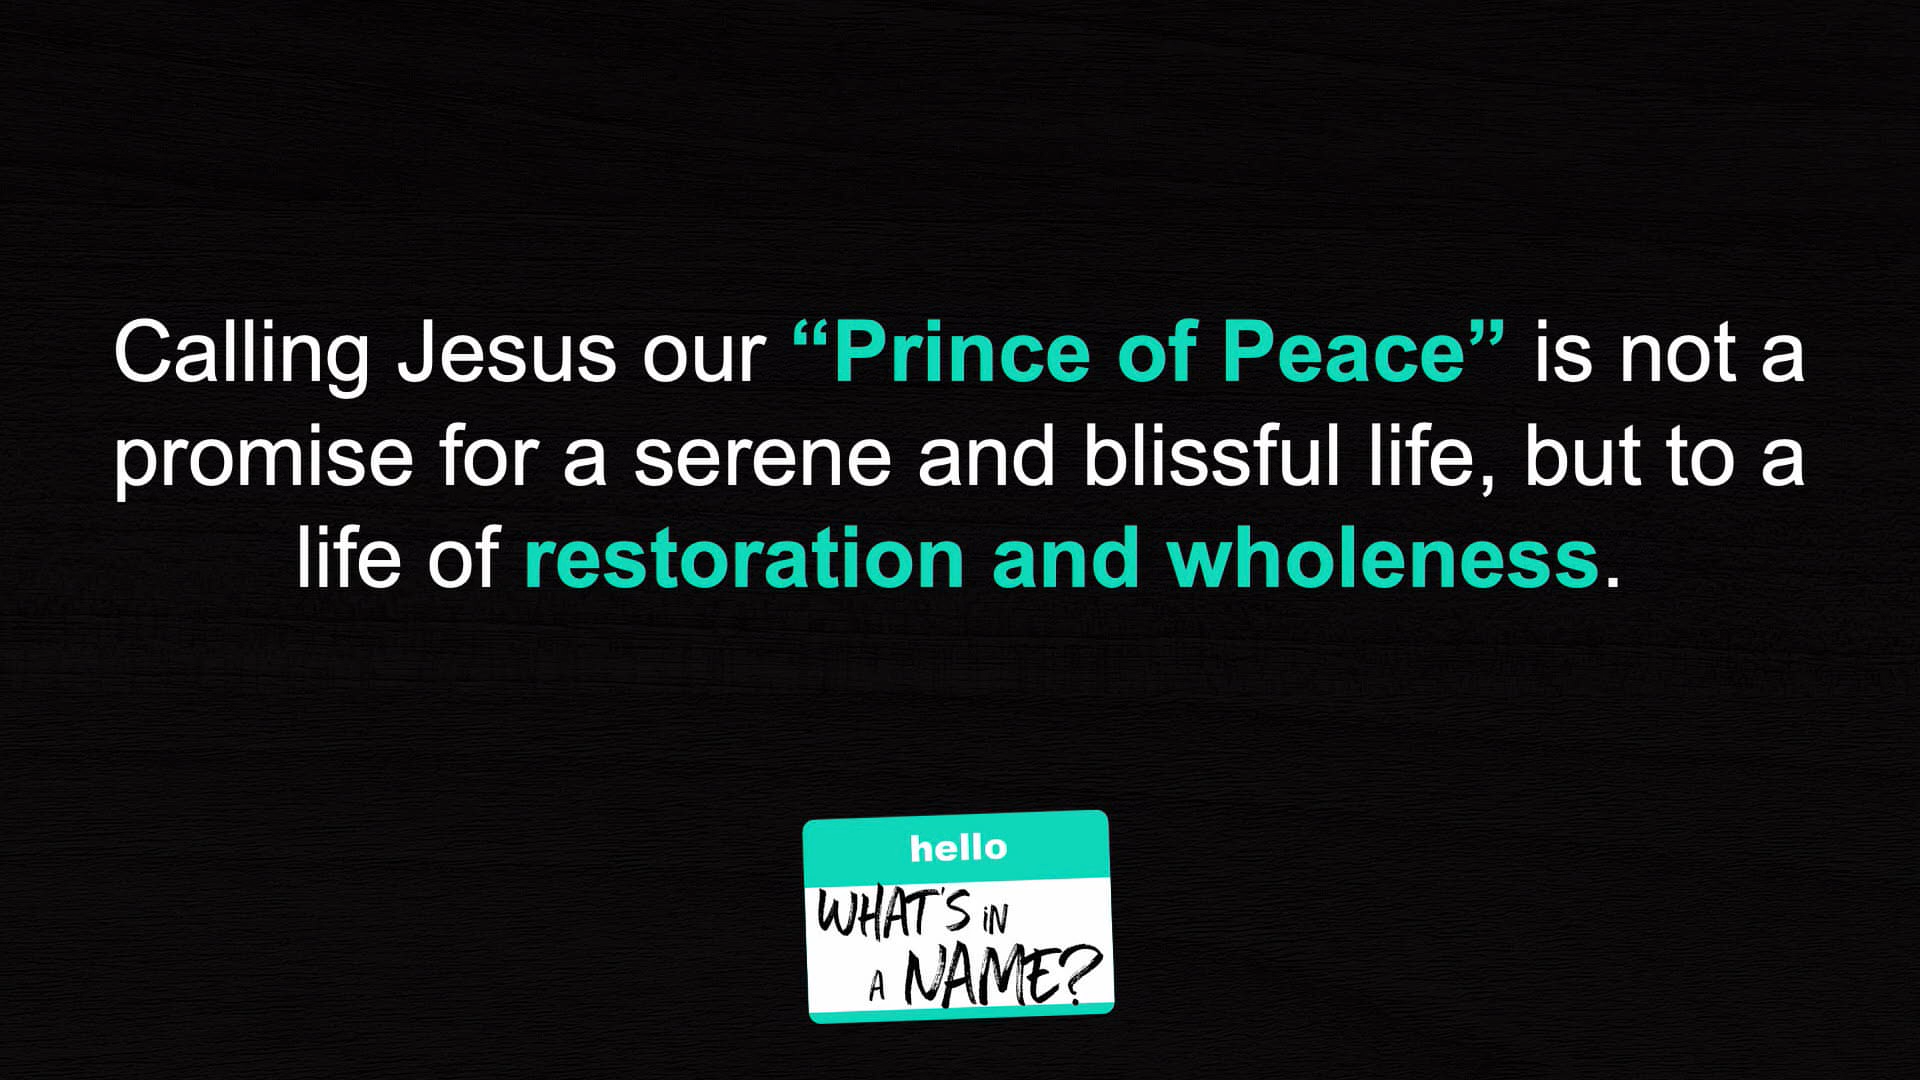 Calling Jesus our “Prince of Peace” is not a
promise for a serene and blissful life, but to a
life of restoration and wholeness.
hello
WHAT'S iN
A NAME?